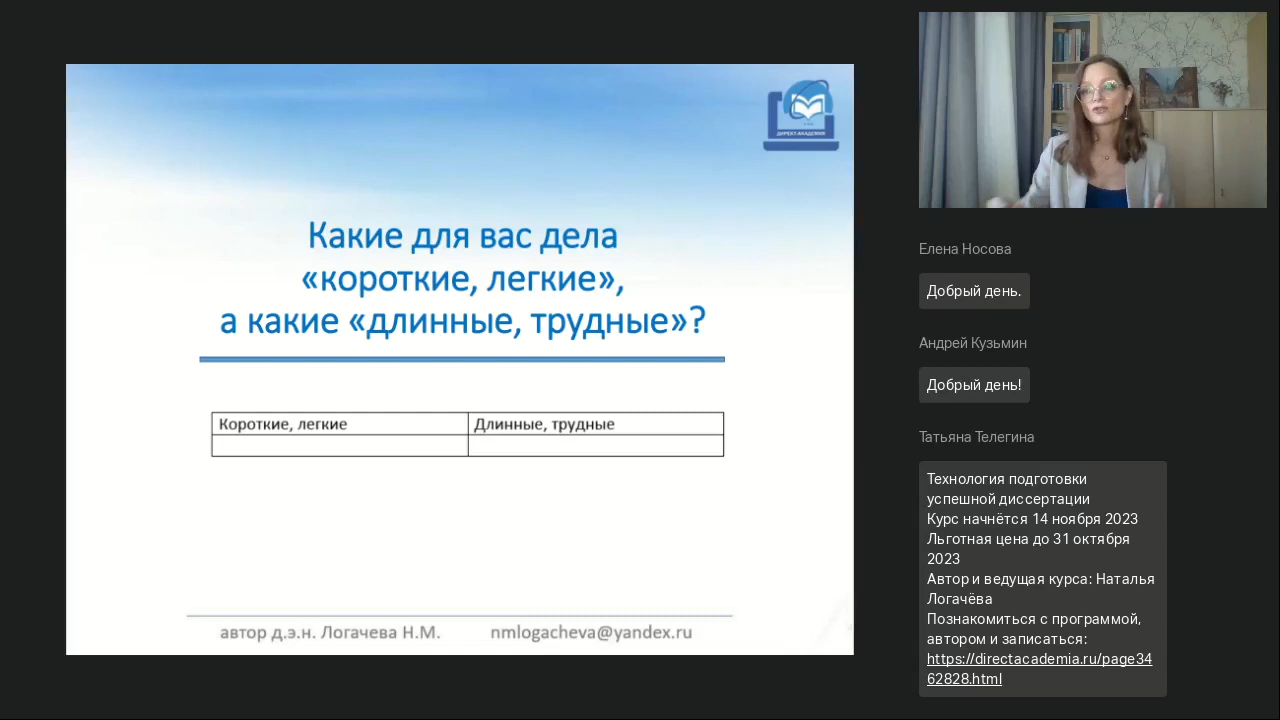 ДИРЕКТ-АКАДЕМИЯ
Какие для вас дела
«короткие, легкие»,
а какие «длинные, трудные»?
Короткие, легкие
Длинные, трудные
автор д.э.н. Логачева Н.М.
nmlogacheva@yandex.ru
Елена Носова
Добрый день.
Андрей Кузьмин
Добрый день!
Татьяна Телегина
Технология подготовки
успешной диссертации
Курс начнётся 14 ноября 2023
Льготная цена до 31 октября
2023
Автор и ведущая курса: Наталья
Логачёва
Познакомиться с программой,
автором и записаться:
https://directacademia.ru/page34
62828.html